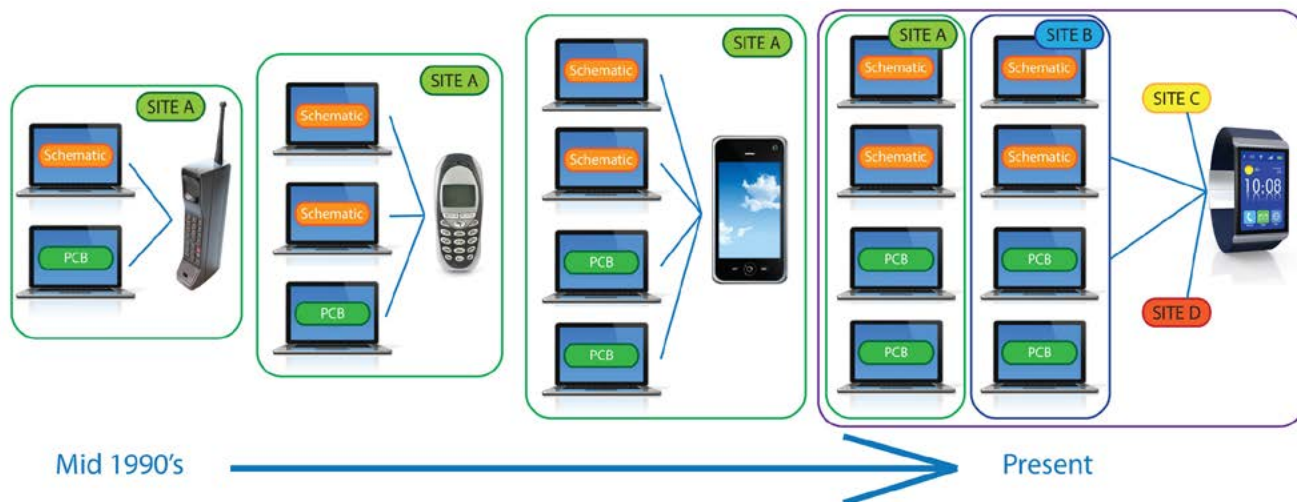 SITE A
Schematic
PCB
SITE A
Schematic
Schematic
PCB
SITE A
Schematic
Schematic
PCB
PCB
SITE A
Schematic
Schematic
PCB
PCB
SITE B
Schematic
Schematic
PCB
PCB
SITE C
SITE D
10:08
Mid 1990's
Present